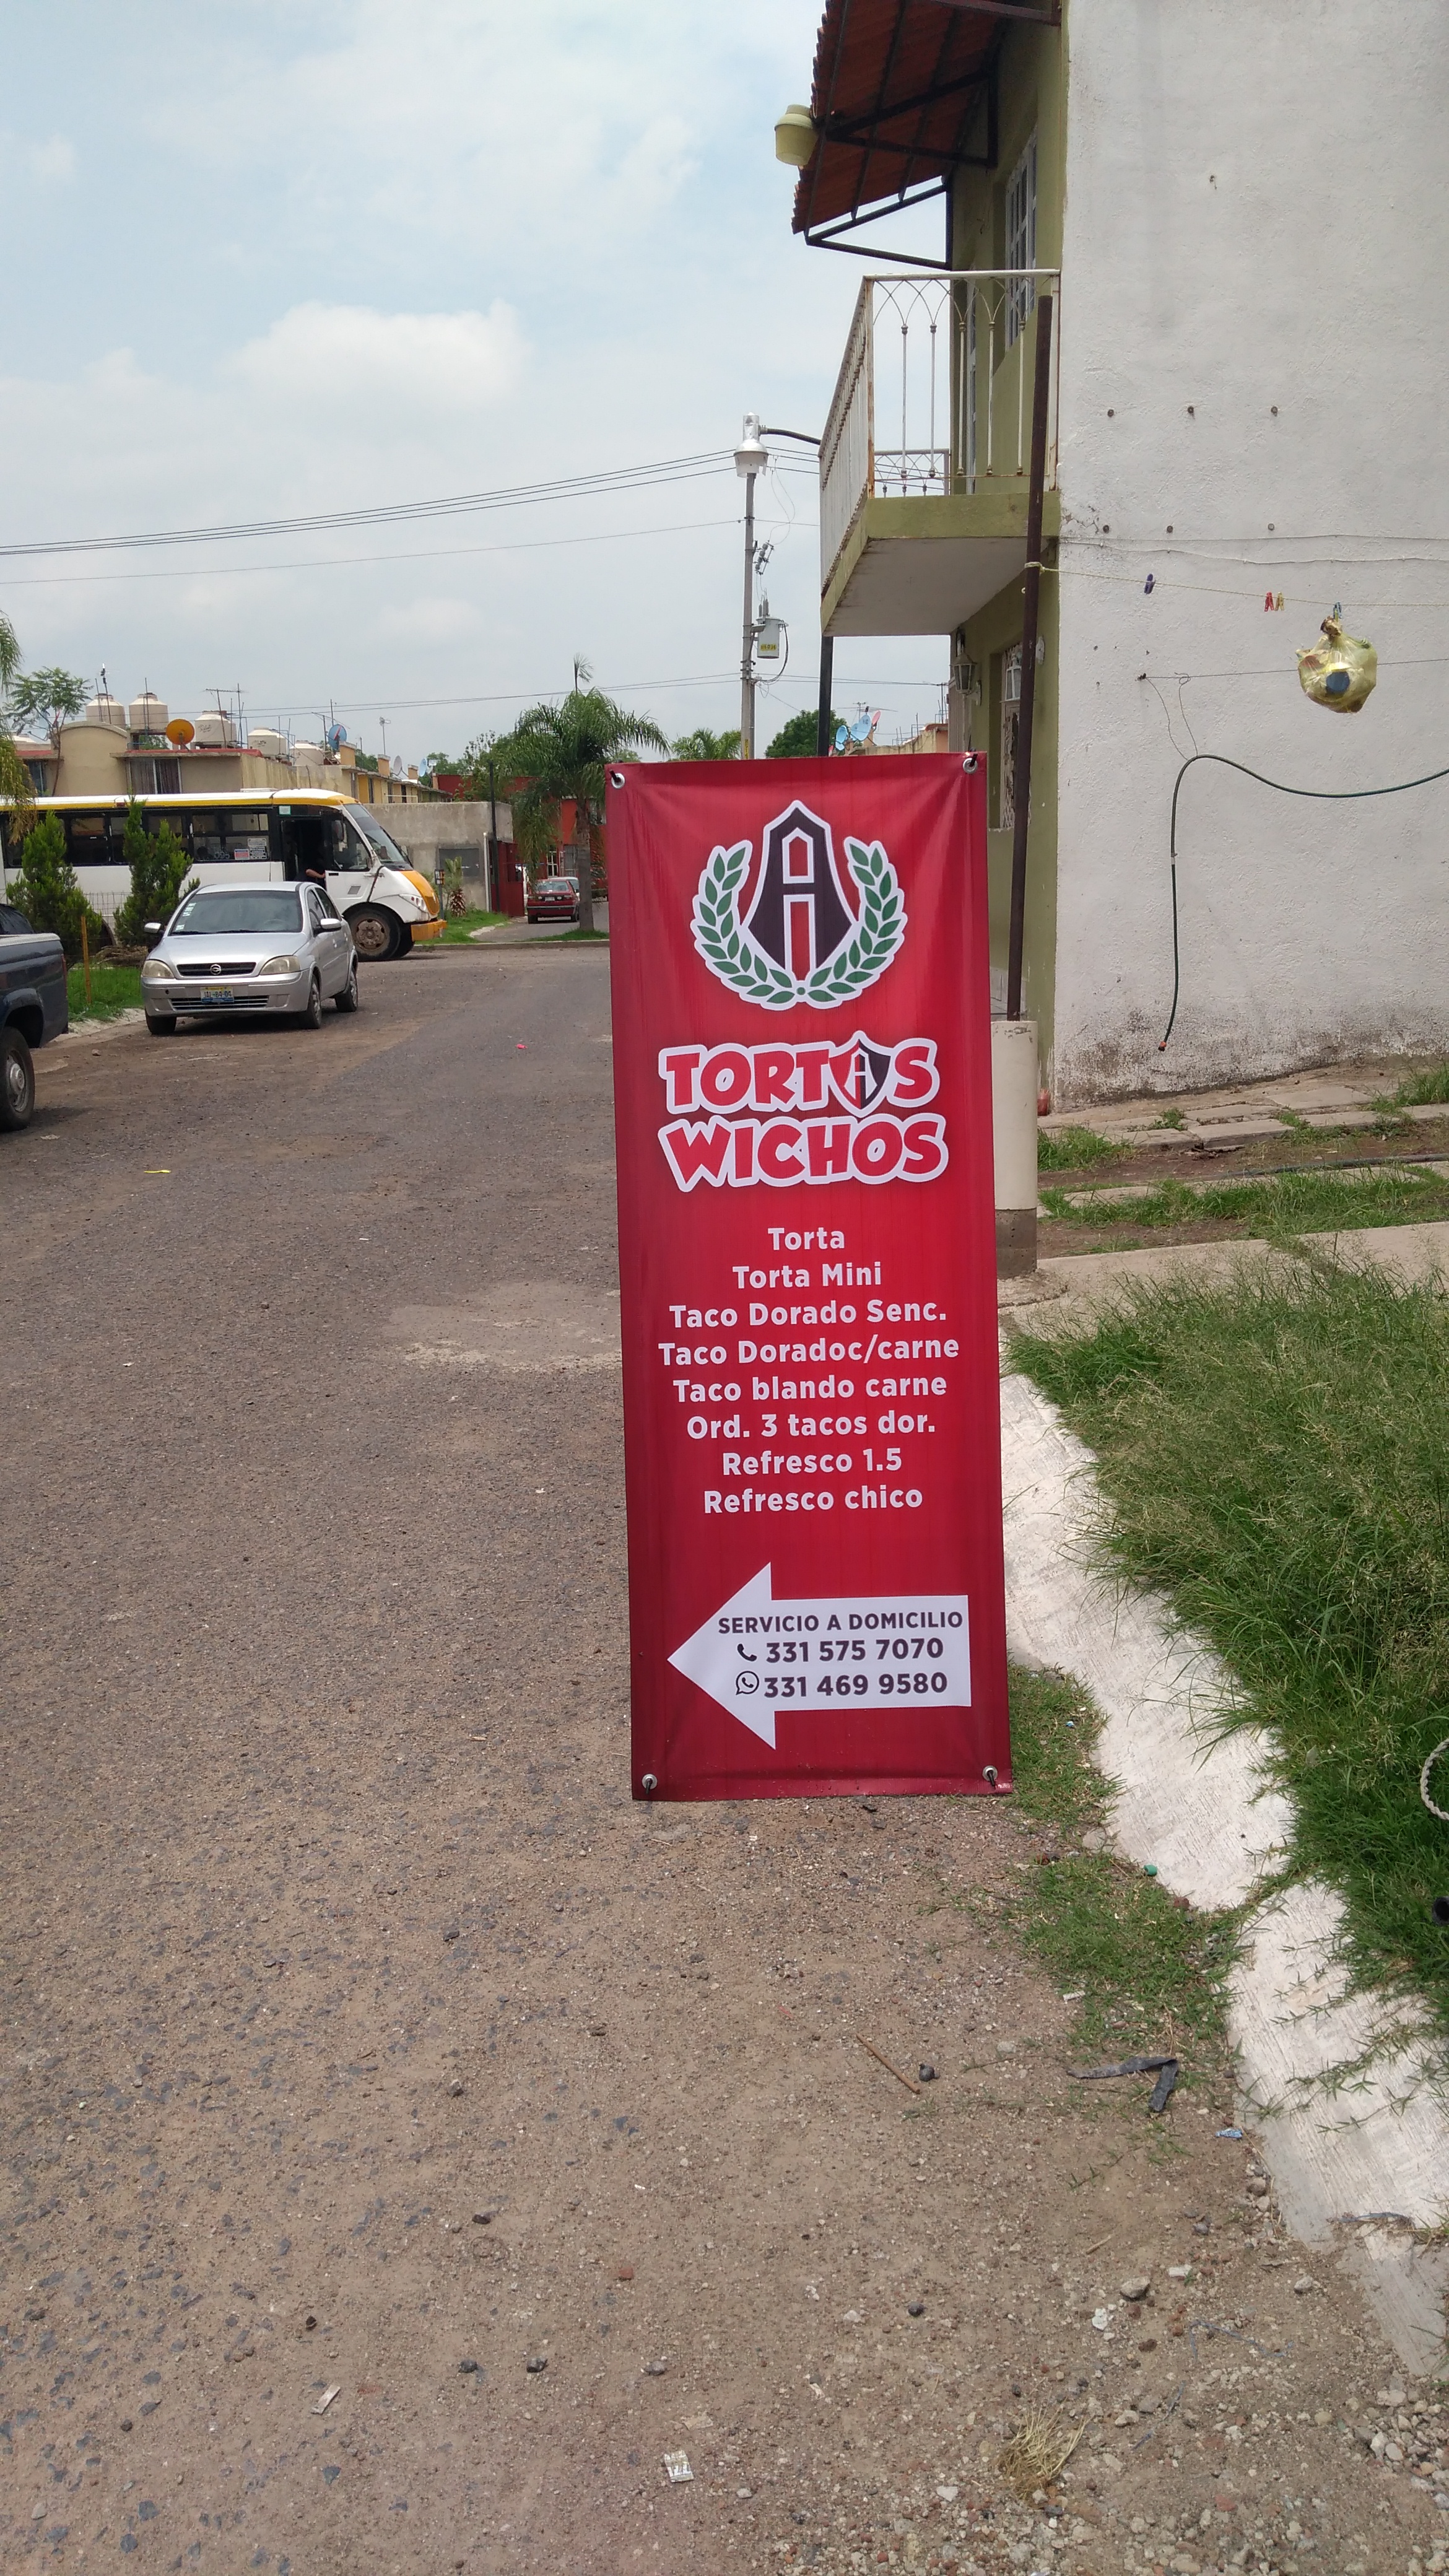 A
TORTAS
WICHOS
Torta
Torta Mini
Taco Dorado Senc.
Taco Doradoc/carne
Taco blando carne
Ord. 3 tacos dor.
Refresco 1.5
Refresco chico
SERVICIO A DOMICILIO
331 575 7070
331 469 9580